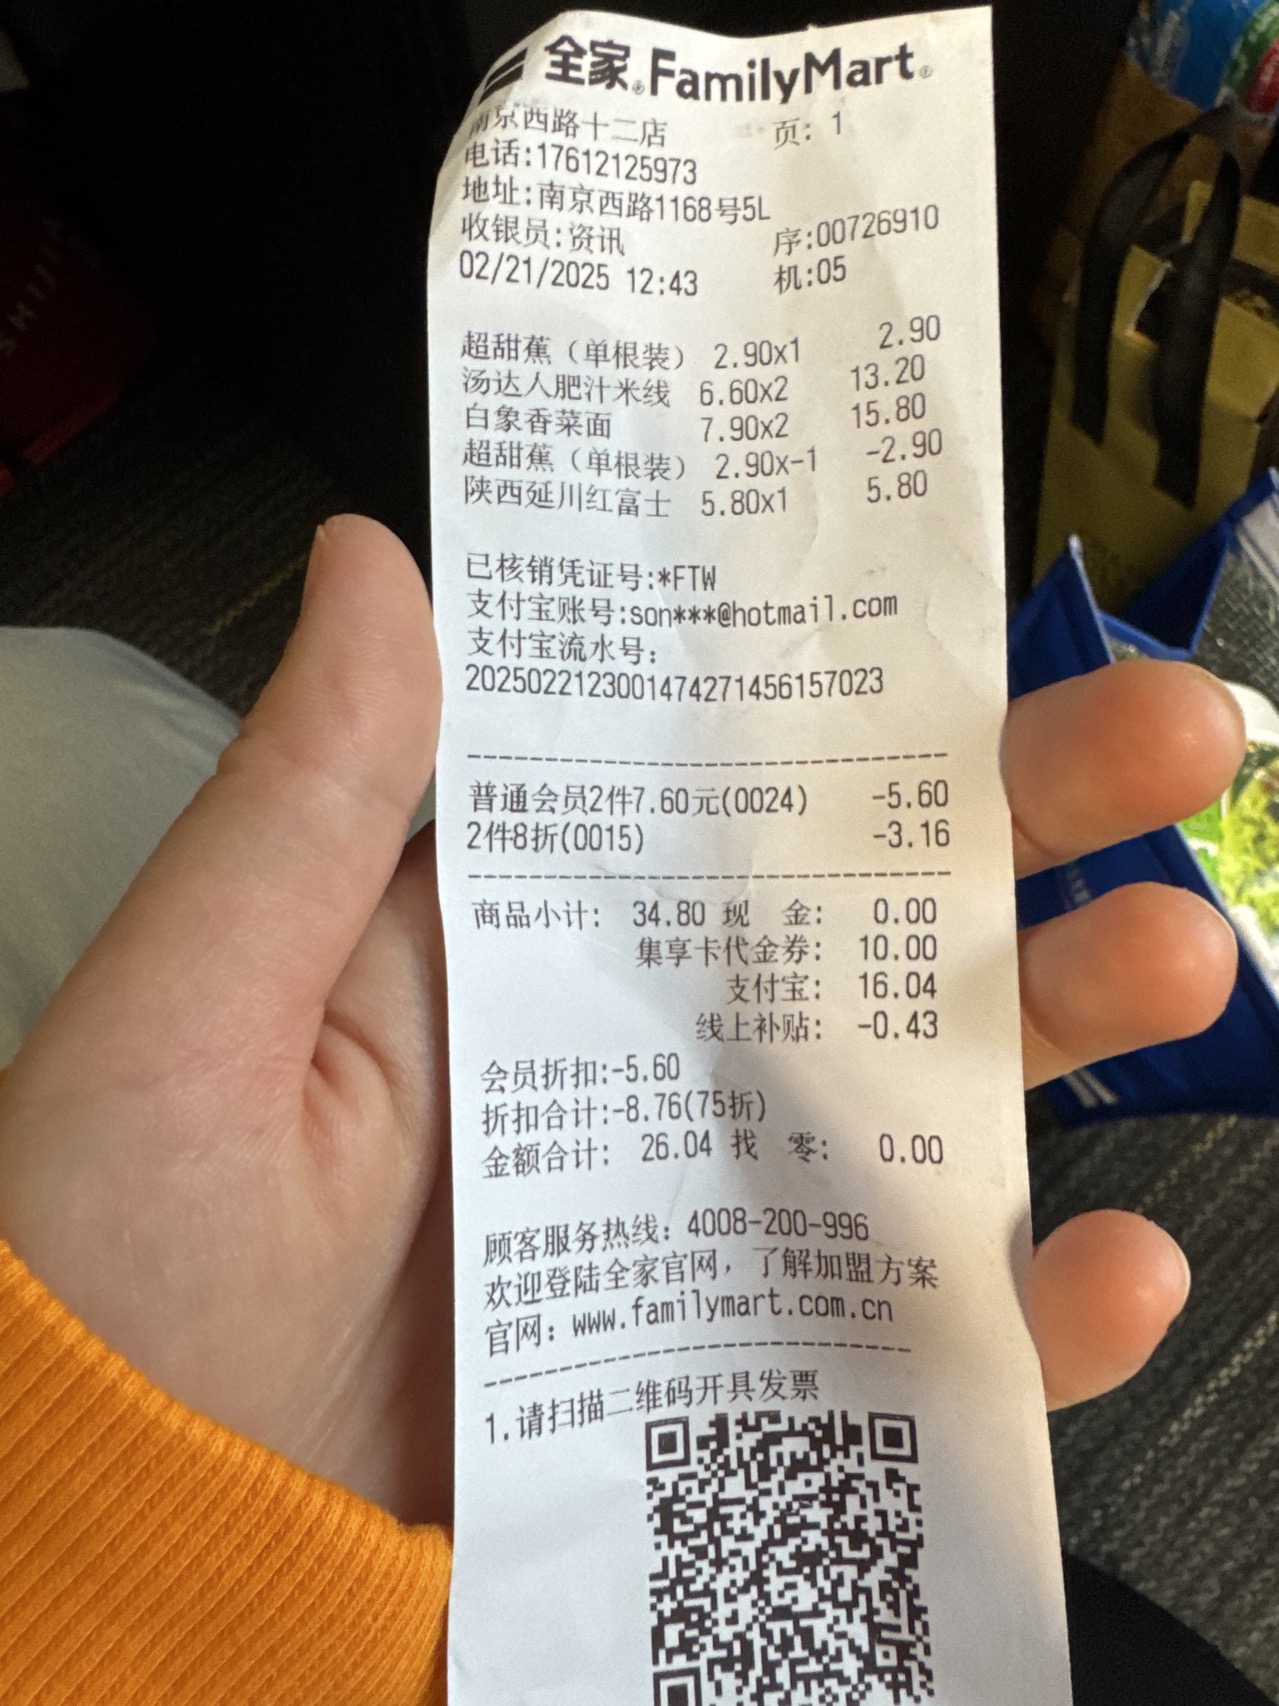 全家 FamilyMart
南京西路十二店 页: 1
电话:17612125973
地址:南京西路1168号5L
收银员:资讯 序:00726910
02/21/2025 12:43 机:05
超甜蕉（单根装） 2.90x1 2.90
汤达人肥汁米线 6.60x2 13.20
白象香菜面 7.90x2 15.80
超甜蕉（单根装） 2.90x-1 -2.90
陕西延川红富士 5.80x1 5.80
已核销凭证号:*FTW
支付宝账号:son***@hotmail.com
支付宝流水号:
2025022123001474271456157023
普通会员2件7.60元(0024) -5.60
2件8折(0015) -3.16
商品小计: 34.80 现 金: 0.00
集享卡代金券: 10.00
支付宝: 16.04
线上补贴: -0.43
会员折扣:-5.60
折扣合计:-8.76(75折)
金额合计: 26.04 找 零: 0.00
顾客服务热线: 4008-200-996
欢迎登陆全家官网，了解加盟方案
官网: www.familymart.com.cn
1.请扫描二维码开具发票